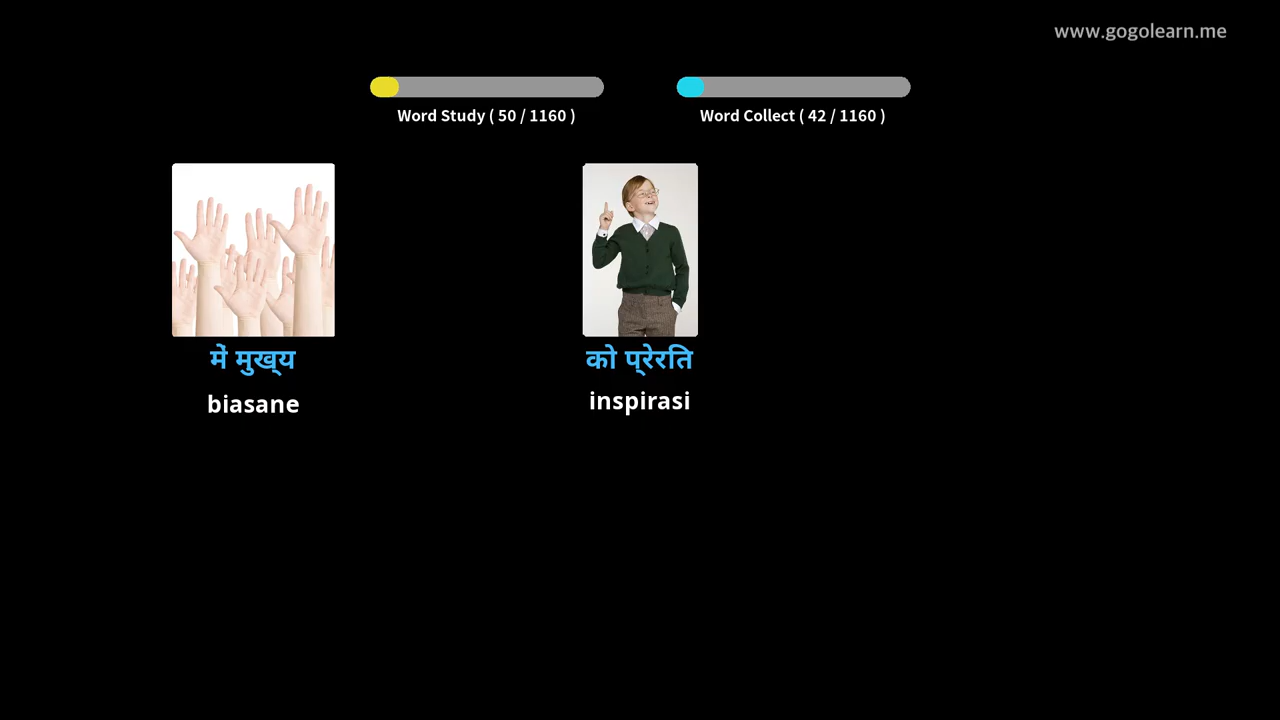 www.gogolearn.me
Word Study ( 50 / 1160 )
Word Collect ( 42 / 1160 )
में मुख्य
biasane
को प्रेरति
inspirasi